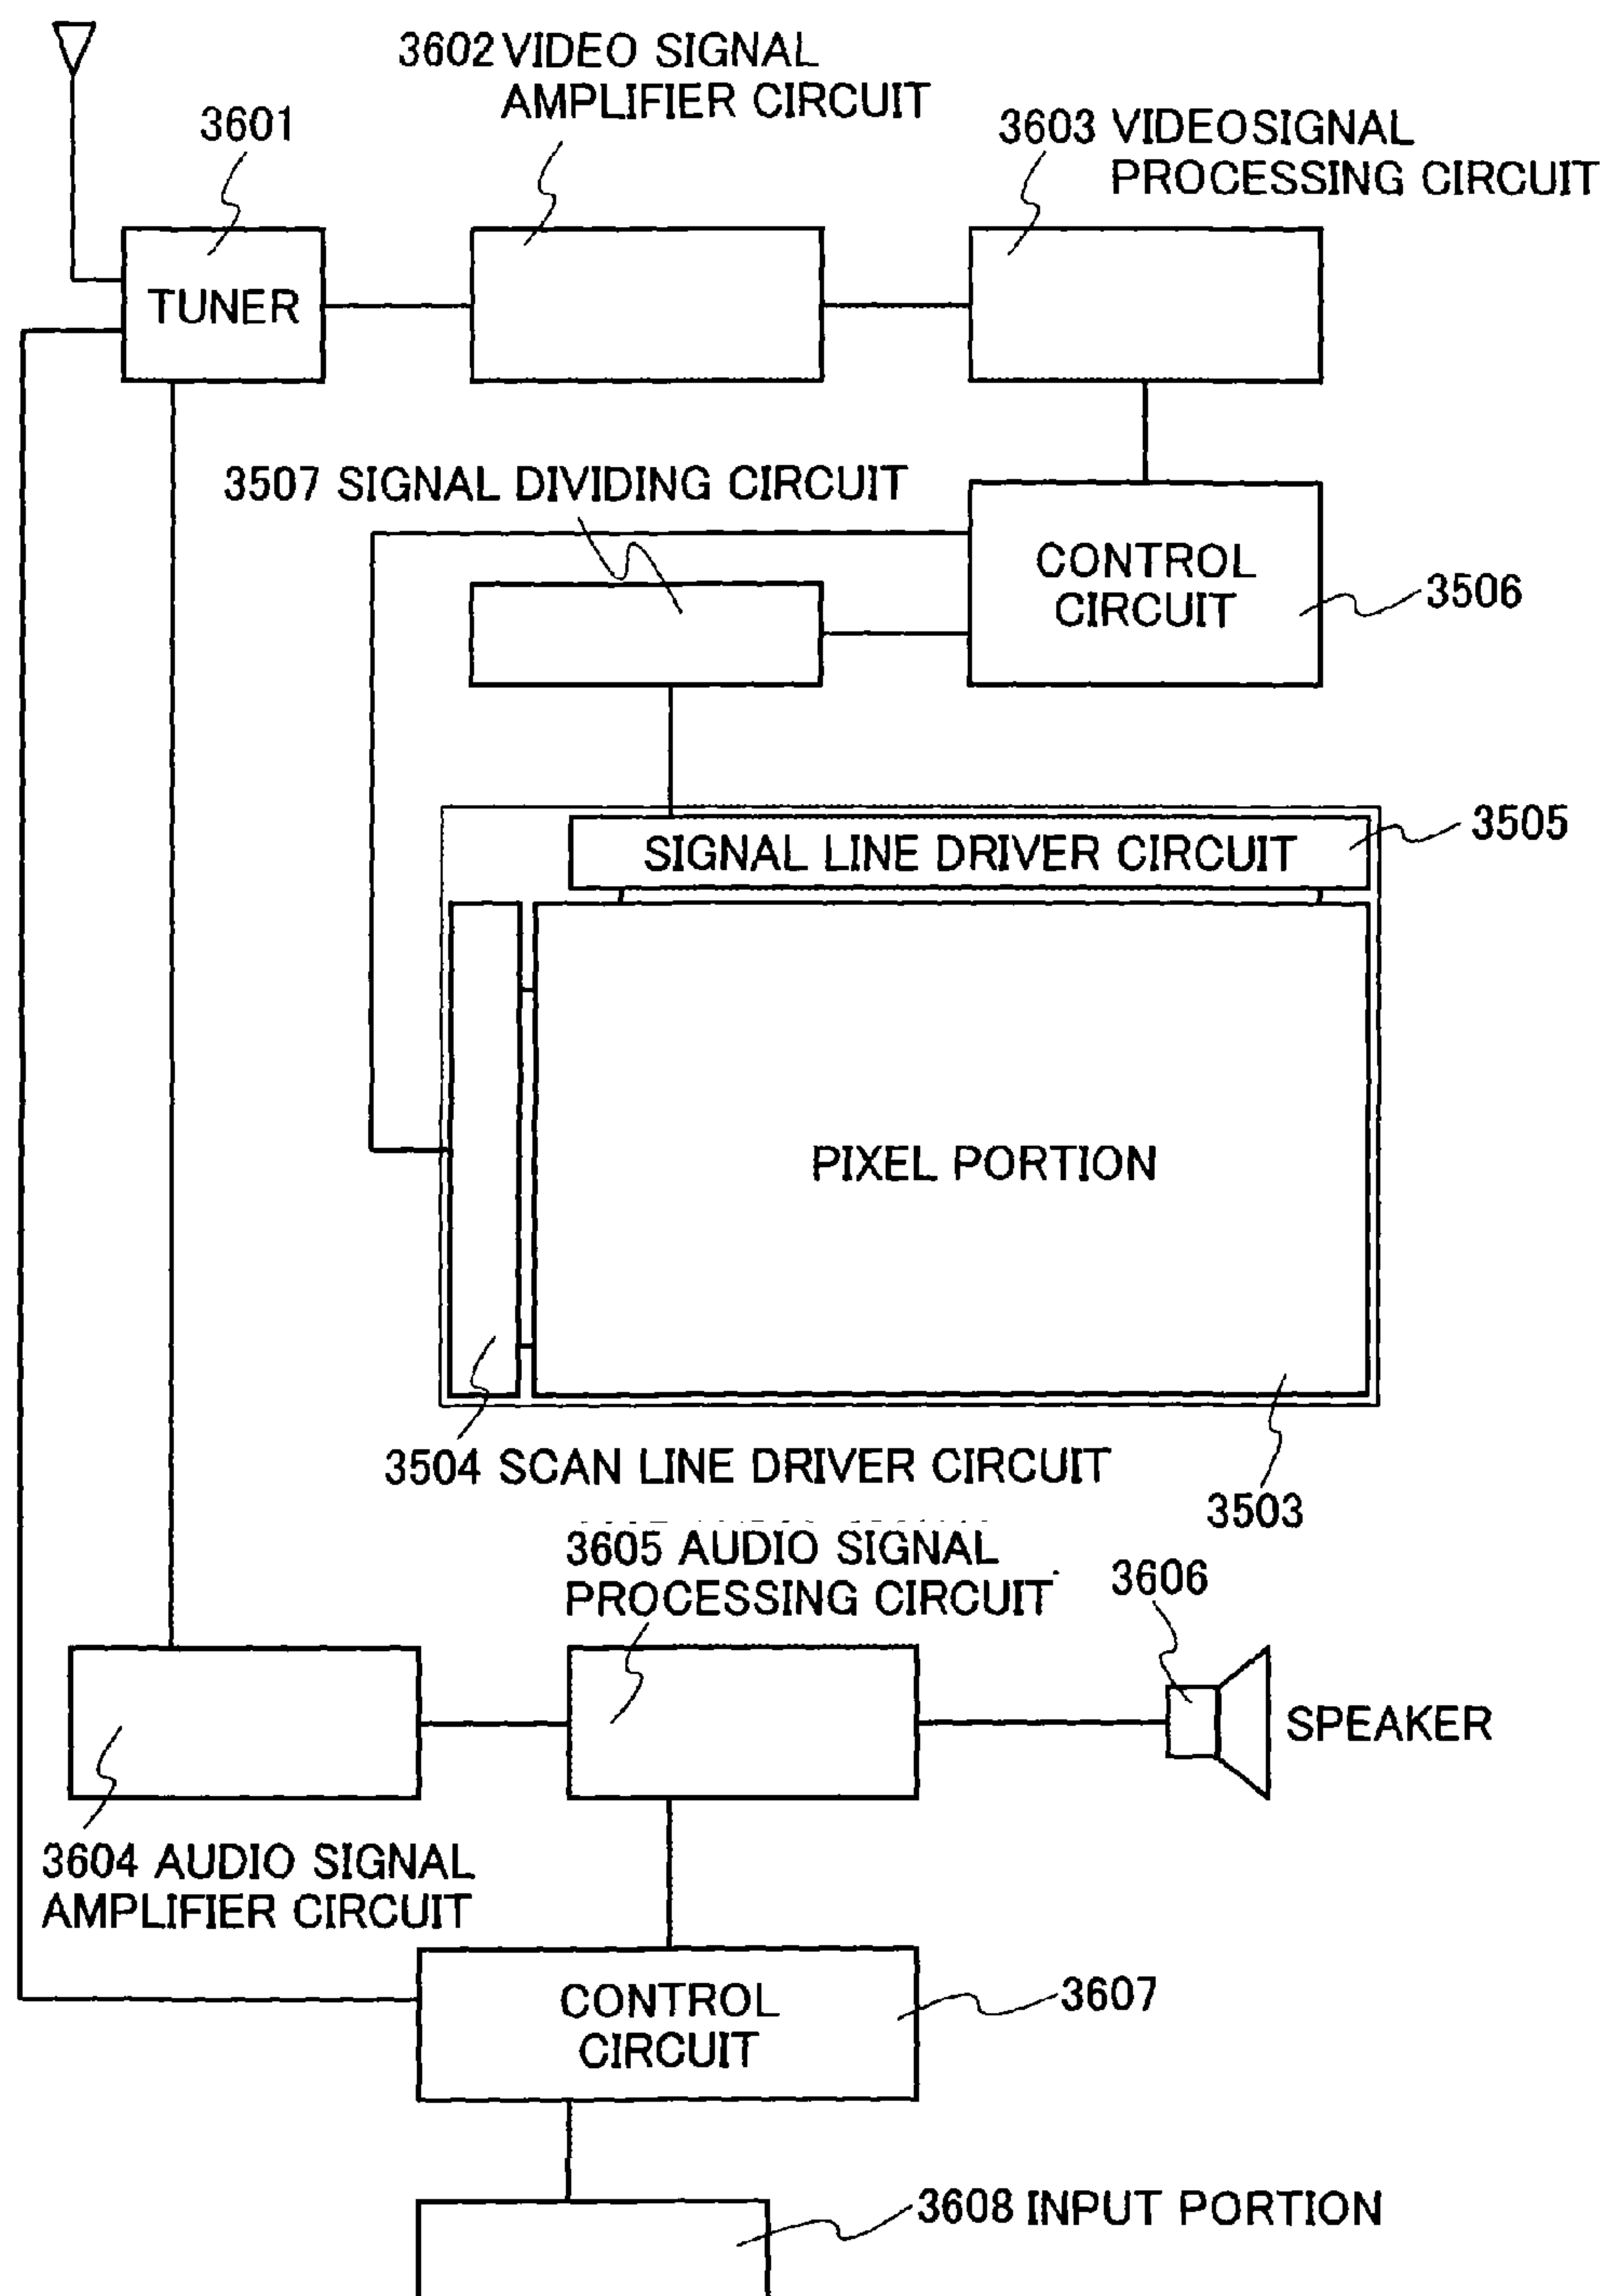 3602 VIDEO SIGNAL
AMPLIFIER CIRCUIT
3601
3603 VIDEOSIGNAL
PROCESSING CIRCUIT
TUNER
3507 SIGNAL DIVIDING CIRCUIT
CONTROL
CIRCUIT
3506
SIGNAL LINE DRIVER CIRCUIT
3505
PIXEL PORTION
3504 SCAN LINE DRIVER CIRCUIT
3503
3605 AUDIO SIGNAL
PROCESSING CIRCUIT
3606
SPEAKER
3604 AUDIO SIGNAL
AMPLIFIER CIRCUIT
CONTROL
CIRCUIT
3607
3608 INPUT PORTION